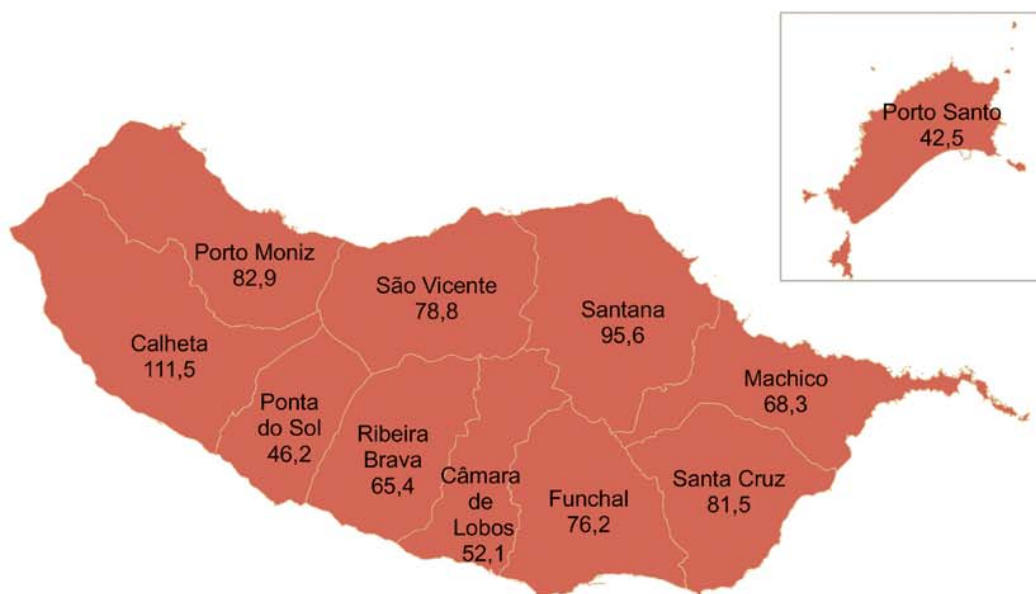 Porto Santo
42,5
Porto Moniz
82,9
São Vicente
78,8
Santana
95,6
Calheta
111,5
Machico
68,3
Ponta
do Sol
46,2
Ribeira
Brava
65,4
Câmara
de
Lobos
52,1
Funchal
76,2
Santa Cruz
81,5